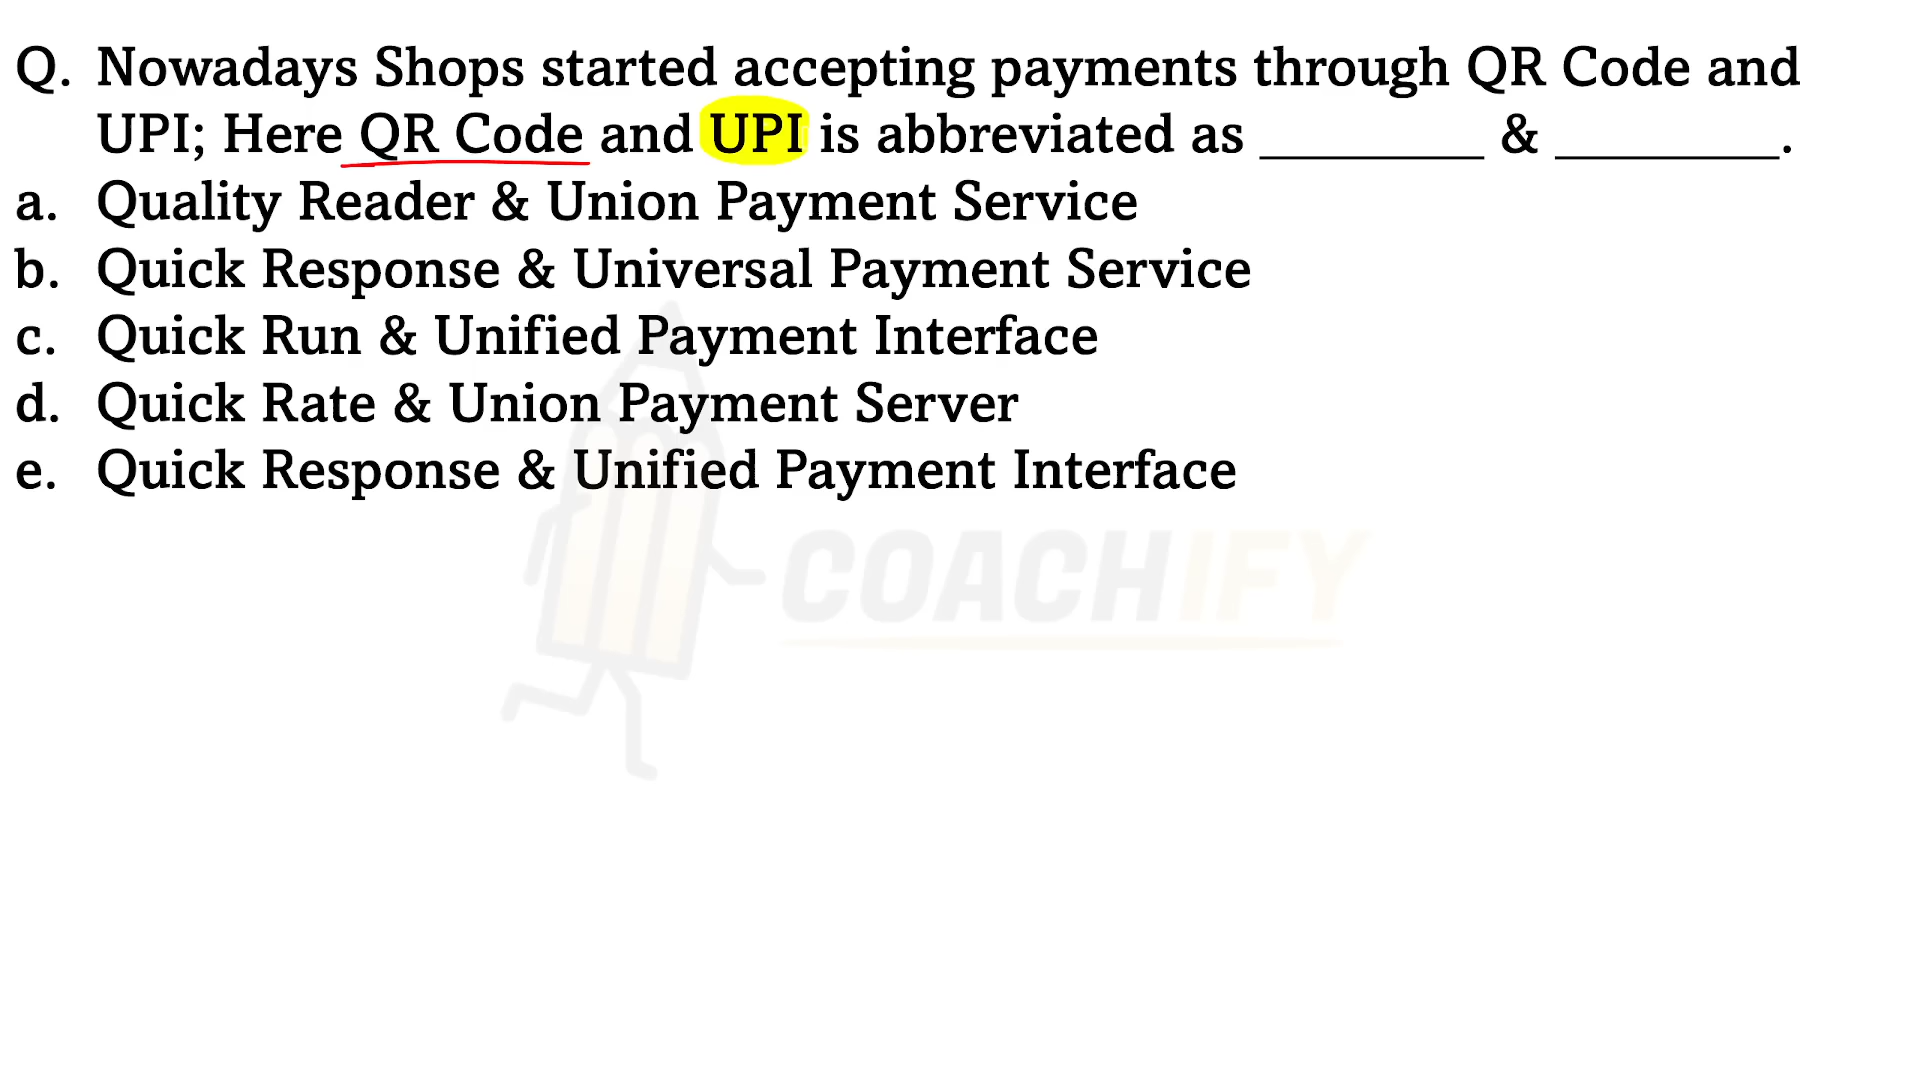 Q. Nowadays Shops started accepting payments through QR Code and
UPI; Here QR Code and UPI is abbreviated as ________ & ________.
a. Quality Reader & Union Payment Service
b. Quick Response & Universal Payment Service
c. Quick Run & Unified Payment Interface
d. Quick Rate & Union Payment Server
e. Quick Response & Unified Payment Interface
COACHIFY